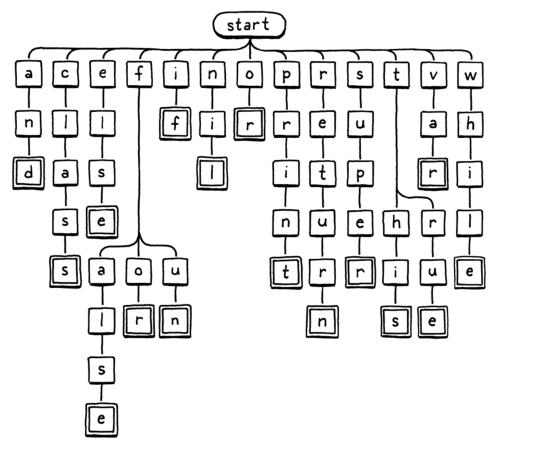 start
a c e f i n o p r s t v w
n l l f i r r e u a h
d a s l i t p r i
s e n u e h r l
s a o u t r r i u e
l r n n s e
s
e